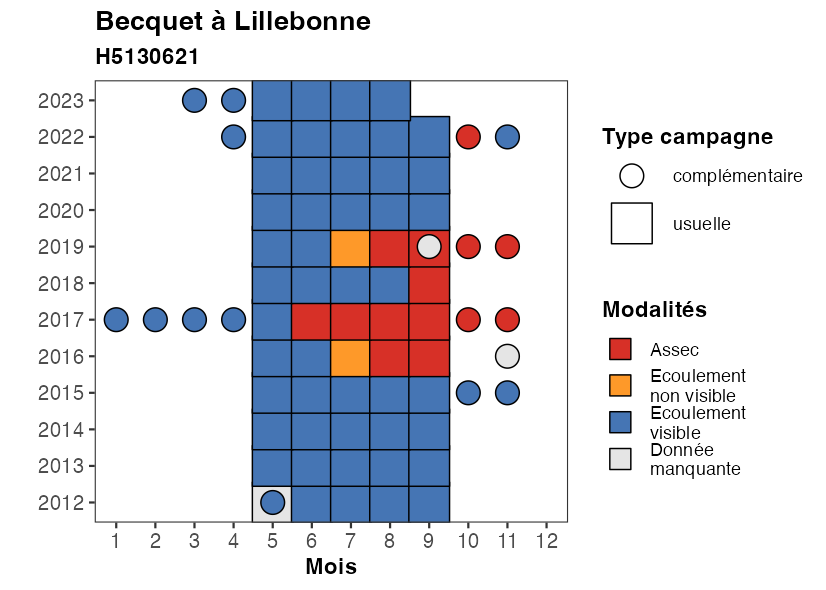 Becquet à Lillebonne
H5130621
2023
2022
2021
2020
2019
2018
2017
2016
2015
2014
2013
2012
1 2 3 4 5 6 7 8 9 10 11 12
Mois
Type campagne
complémentaire
usuelle
Modalités
Assec
Ecoulement
non visible
Ecoulement
visible
Donnée
manquante